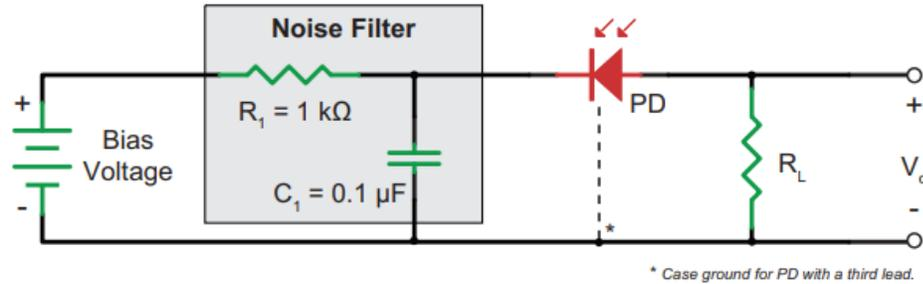 Noise Filter
+
R₁ = 1 kΩ
PD
+
Bias
Voltage
R_L
C₁ = 0.1 µF
-
-
*
* Case ground for PD with a third lead.